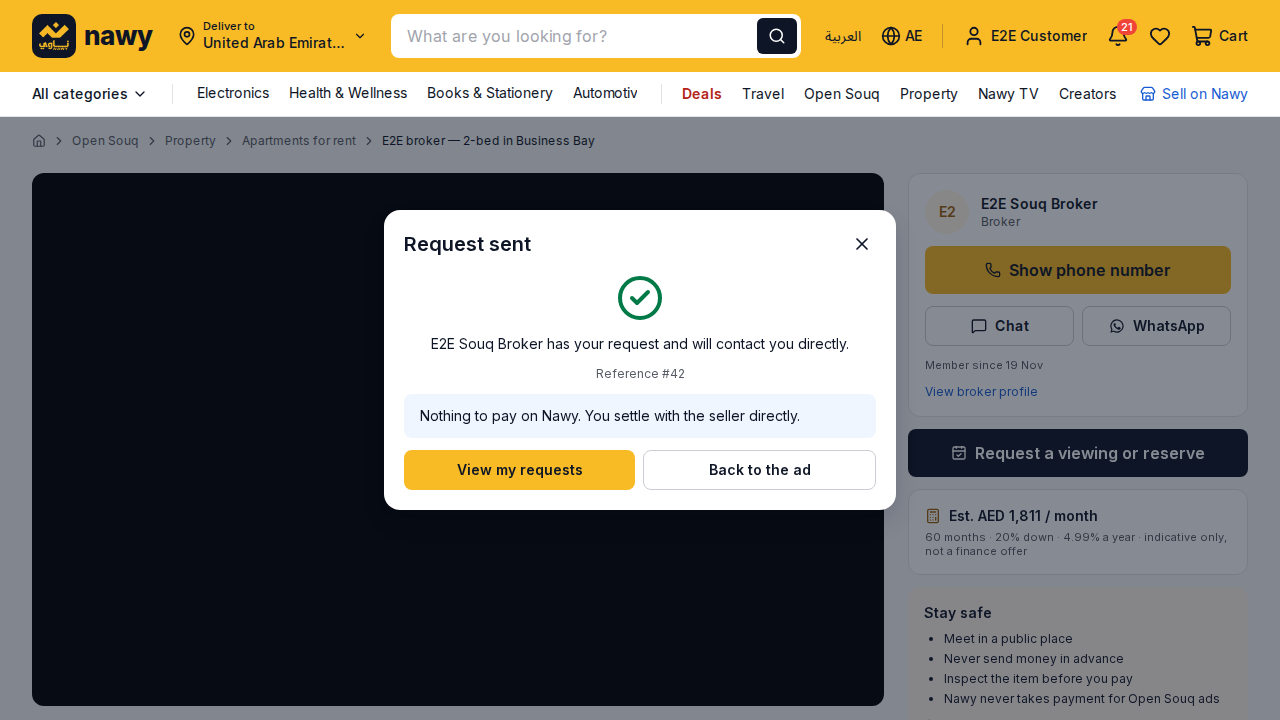 ناوي
NAWY
nawy
Deliver to
United Arab Emirat...
What are you looking for?
العربية
AE
E2E Customer
21
Cart
All categories
Electronics
Health & Wellness
Books & Stationery
Automotiv
Deals
Travel
Open Souq
Property
Nawy TV
Creators
Sell on Nawy
Open Souq
Property
Apartments for rent
E2E broker — 2-bed in Business Bay
Request sent
E2E Souq Broker has your request and will contact you directly.
Reference #42
Nothing to pay on Nawy. You settle with the seller directly.
View my requests
Back to the ad
E2
E2E Souq Broker
Broker
Show phone number
Chat
WhatsApp
Member since 19 Nov
View broker profile
Request a viewing or reserve
Est. AED 1,811 / month
60 months · 20% down · 4.99% a year · indicative only,
not a finance offer
Stay safe
• Meet in a public place
• Never send money in advance
• Inspect the item before you pay
• Nawy never takes payment for Open Souq ads